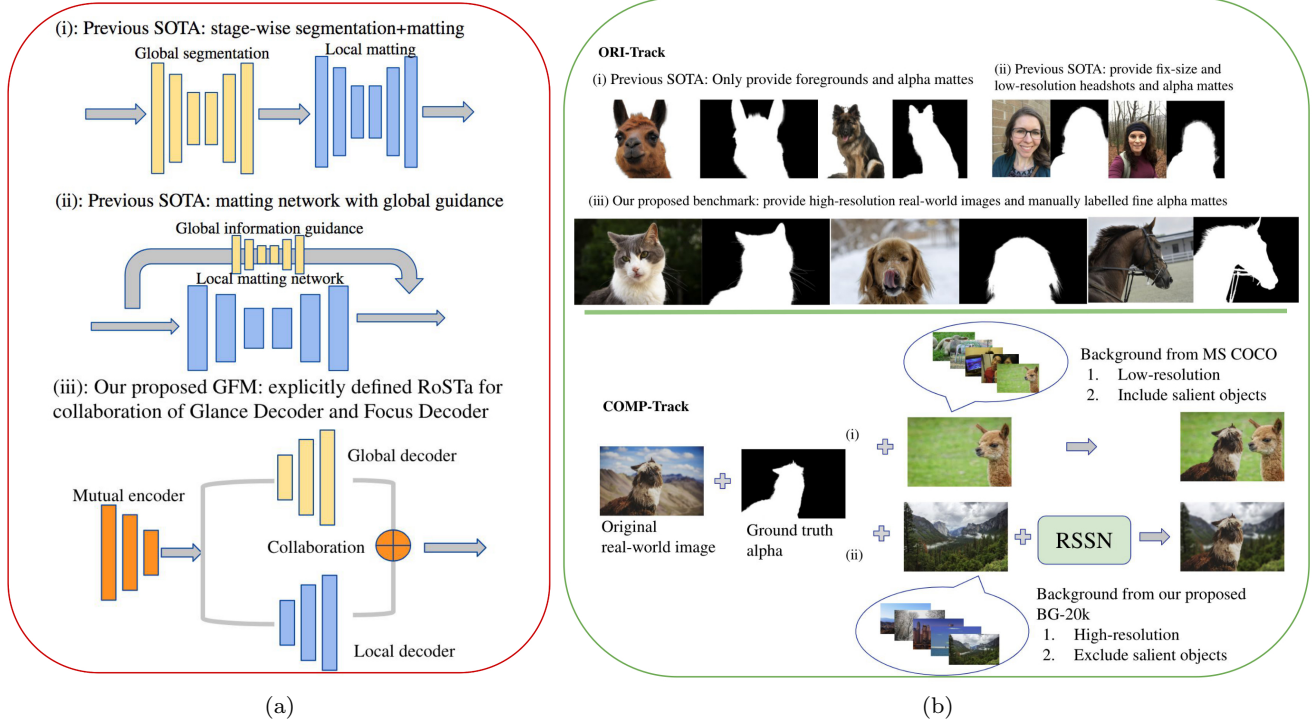 (i): Previous SOTA: stage-wise segmentation+matting
Global segmentation
Local matting
(ii): Previous SOTA: matting network with global guidance
Global information guidance
Local matting network
(iii): Our proposed GFM: explicitly defined RoSTa for
collaboration of Glance Decoder and Focus Decoder
Global decoder
Mutual encoder
Collaboration
Local decoder
(a)
ORI-Track
(i) Previous SOTA: Only provide foregrounds and alpha mattes
(ii) Previous SOTA: provide fix-size and
low-resolution headshots and alpha mattes
(iii) Our proposed benchmark: provide high-resolution real-world images and manually labelled fine alpha mattes
Background from MS COCO
1. Low-resolution
2. Include salient objects
COMP-Track
(i)
Original
real-world image
Ground truth
alpha
(ii)
RSSN
Background from our proposed
BG-20k
1. High-resolution
2. Exclude salient objects
(b)